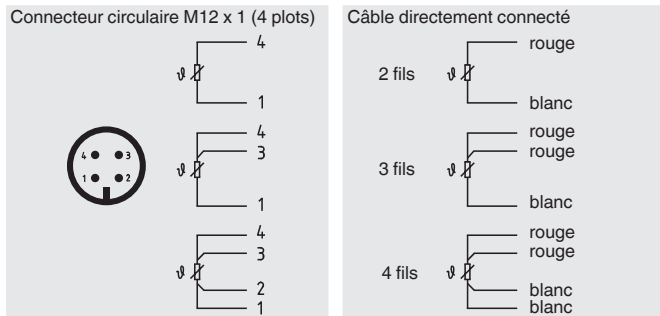 Connecteur circulaire M12 x 1 (4 plots)
ϑ
4
1
4 3
1 2
ϑ
4
3
1
ϑ
4
3
2
1
Câble directement connecté
2 fils
ϑ
rouge
blanc
3 fils
ϑ
rouge
rouge
blanc
4 fils
ϑ
rouge
rouge
blanc
blanc